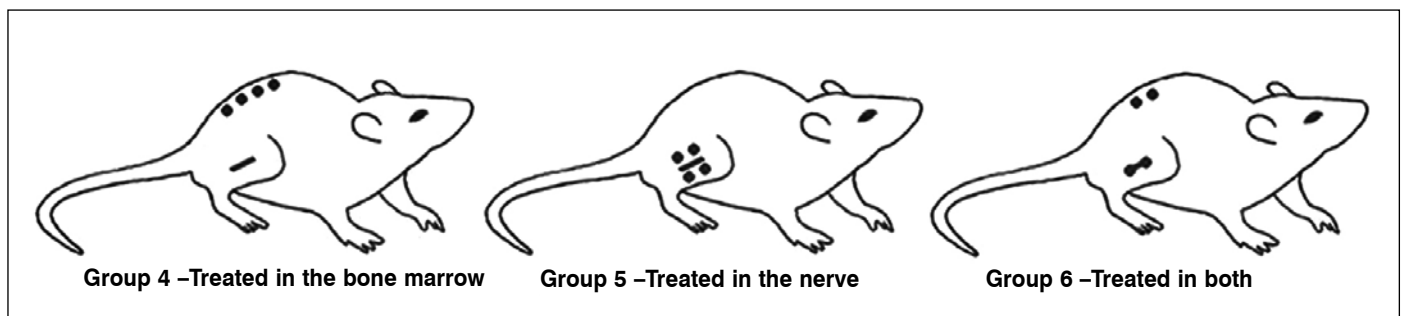 Group 4 –Treated in the bone marrow
Group 5 –Treated in the nerve
Group 6 –Treated in both